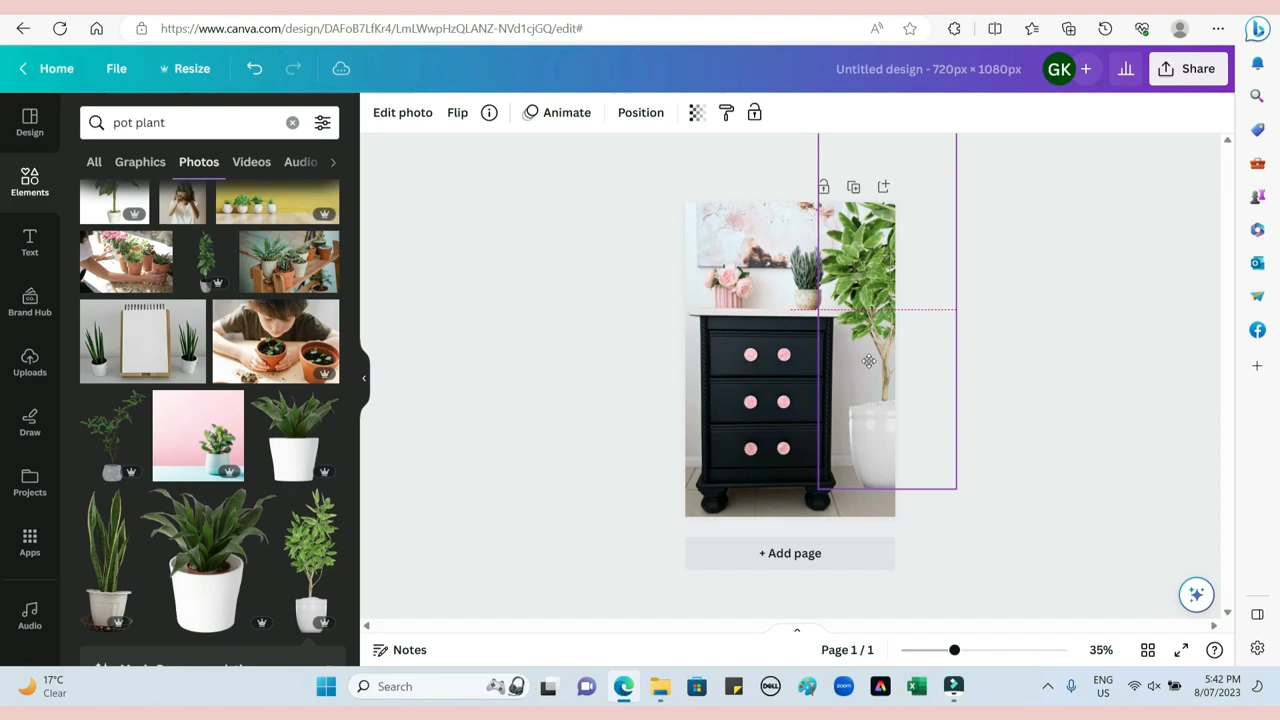 https://www.canva.com/design/DAFoB7LfKr4/LmLWwpHzQLANZ-NVd1cjGQ/edit#
Home File Resize Untitled design - 720px × 1080px GK + Share
Edit photo Flip Animate Position
Design
Elements
Text
Brand Hub
Uploads
Draw
Projects
Apps
Audio
pot plant
All Graphics Photos Videos Audio
+ Add page
Notes Page 1 / 1 35%
17°C
Clear
Search
DELL
zoom
ENG
US
5:42 PM
8/07/2023